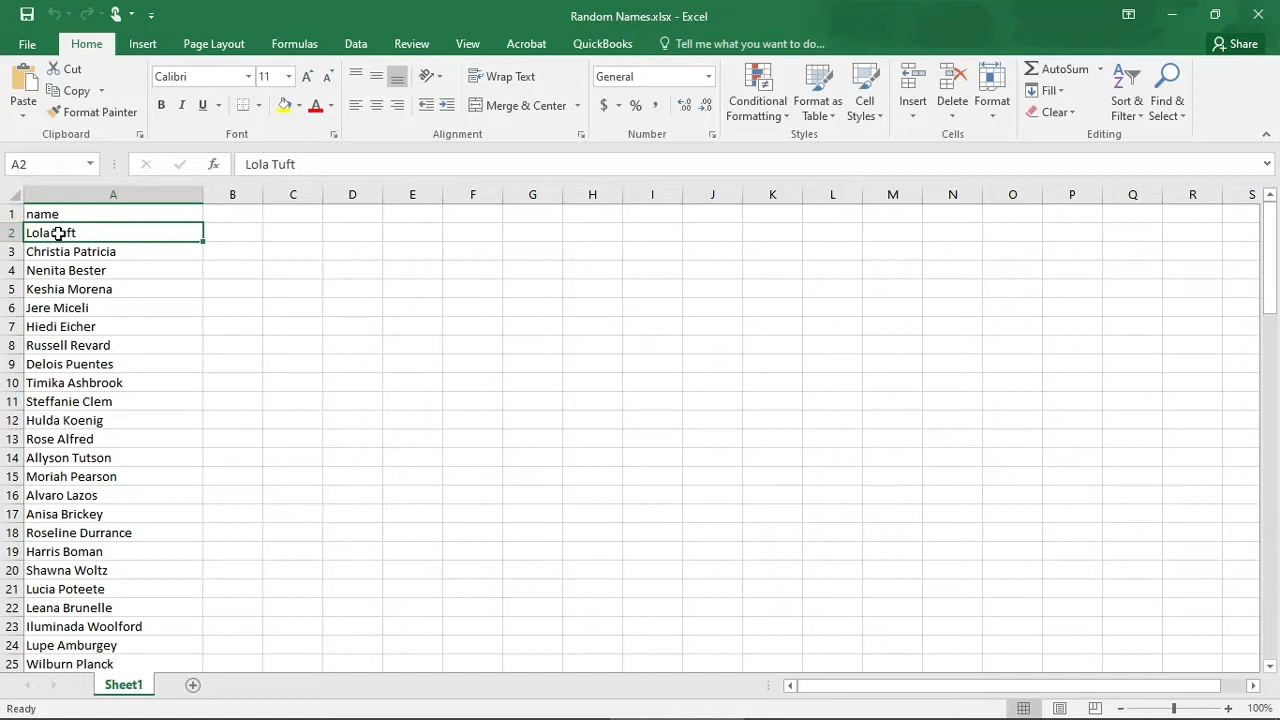 Random Names.xlsx - Excel
File Home Insert Page Layout Formulas Data Review View Acrobat QuickBooks Tell me what you want to do... Share
Paste
Cut
Copy
Format Painter
Clipboard
Calibri 11
B I U
Font
Wrap Text
Merge & Center
Alignment
General
$ % ,
Number
Conditional Formatting
Format as Table
Cell Styles
Styles
Insert
Delete
Format
Cells
AutoSum
Fill
Clear
Sort & Filter
Find & Select
Editing
A2 fx Lola Tuft
A B C D E F G H I J K L M N O P Q R S
1 name
2 Lola Tuft
3 Christia Patricia
4 Nenita Bester
5 Keshia Morena
6 Jere Miceli
7 Hiedi Eicher
8 Russell Revard
9 Delois Puentes
10 Timika Ashbrook
11 Steffanie Clem
12 Hulda Koenig
13 Rose Alfred
14 Allyson Tutson
15 Moriah Pearson
16 Alvaro Lazos
17 Anisa Brickey
18 Roseline Durrance
19 Harris Boman
20 Shawna Woltz
21 Lucia Poteete
22 Leana Brunelle
23 Iluminada Woolford
24 Lupe Amburgey
25 Wilburn Planck
Sheet1
Ready 100%